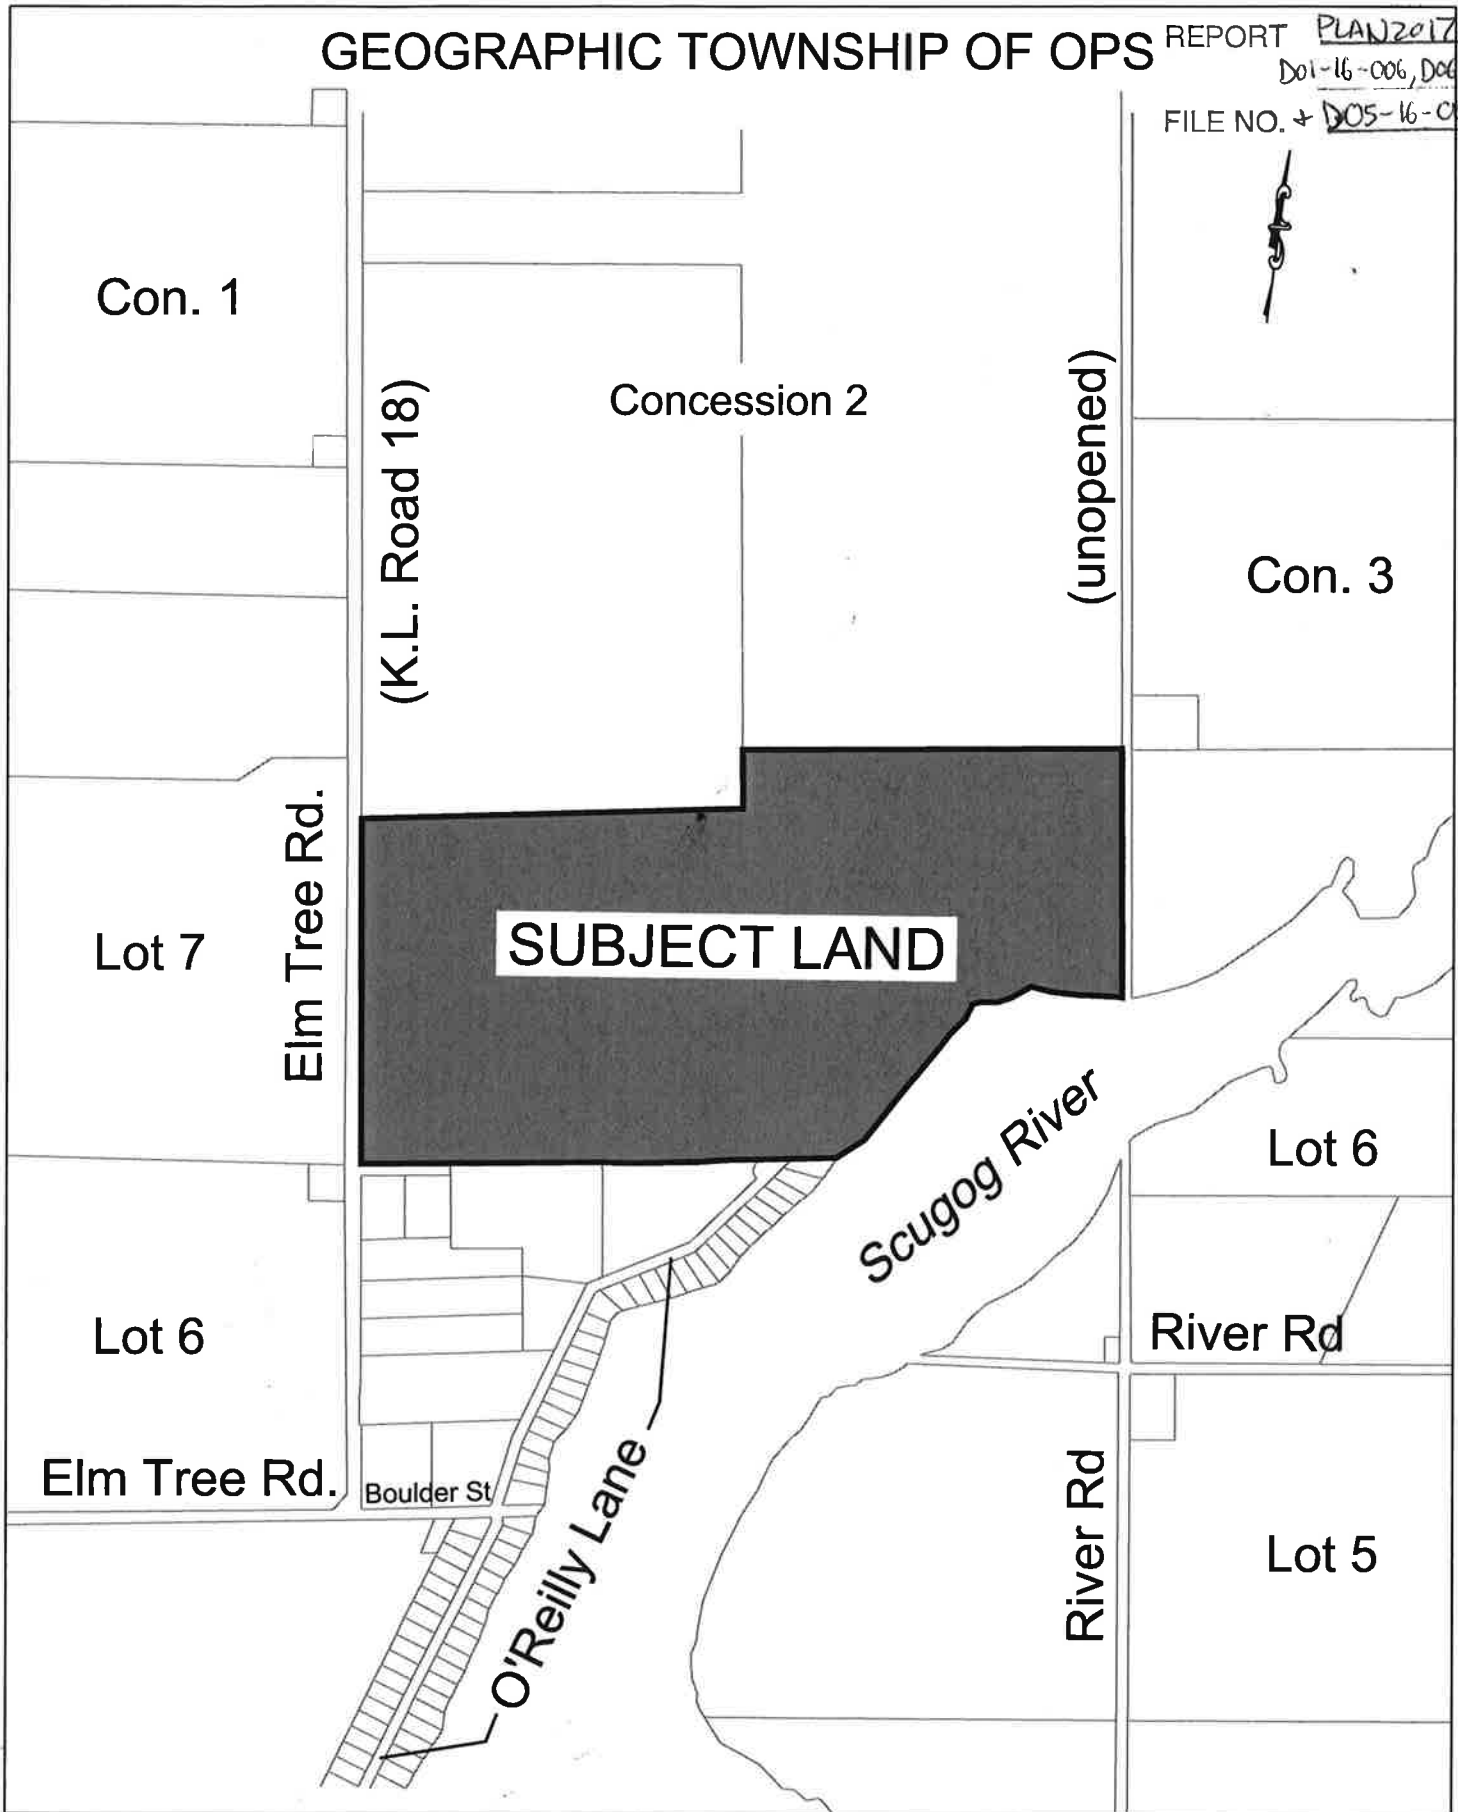 GEOGRAPHIC TOWNSHIP OF OPS
REPORT PLAN2017
D01-16-006, D06
FILE NO. + D05-16-0
Con. 1
Concession 2
(K.L. Road 18)
(unopened)
Con. 3
Elm Tree Rd.
Lot 7
SUBJECT LAND
Scugog River
Lot 6
Lot 6
River Rd
Elm Tree Rd.
Boulder St
O'Reilly Lane
River Rd
Lot 5